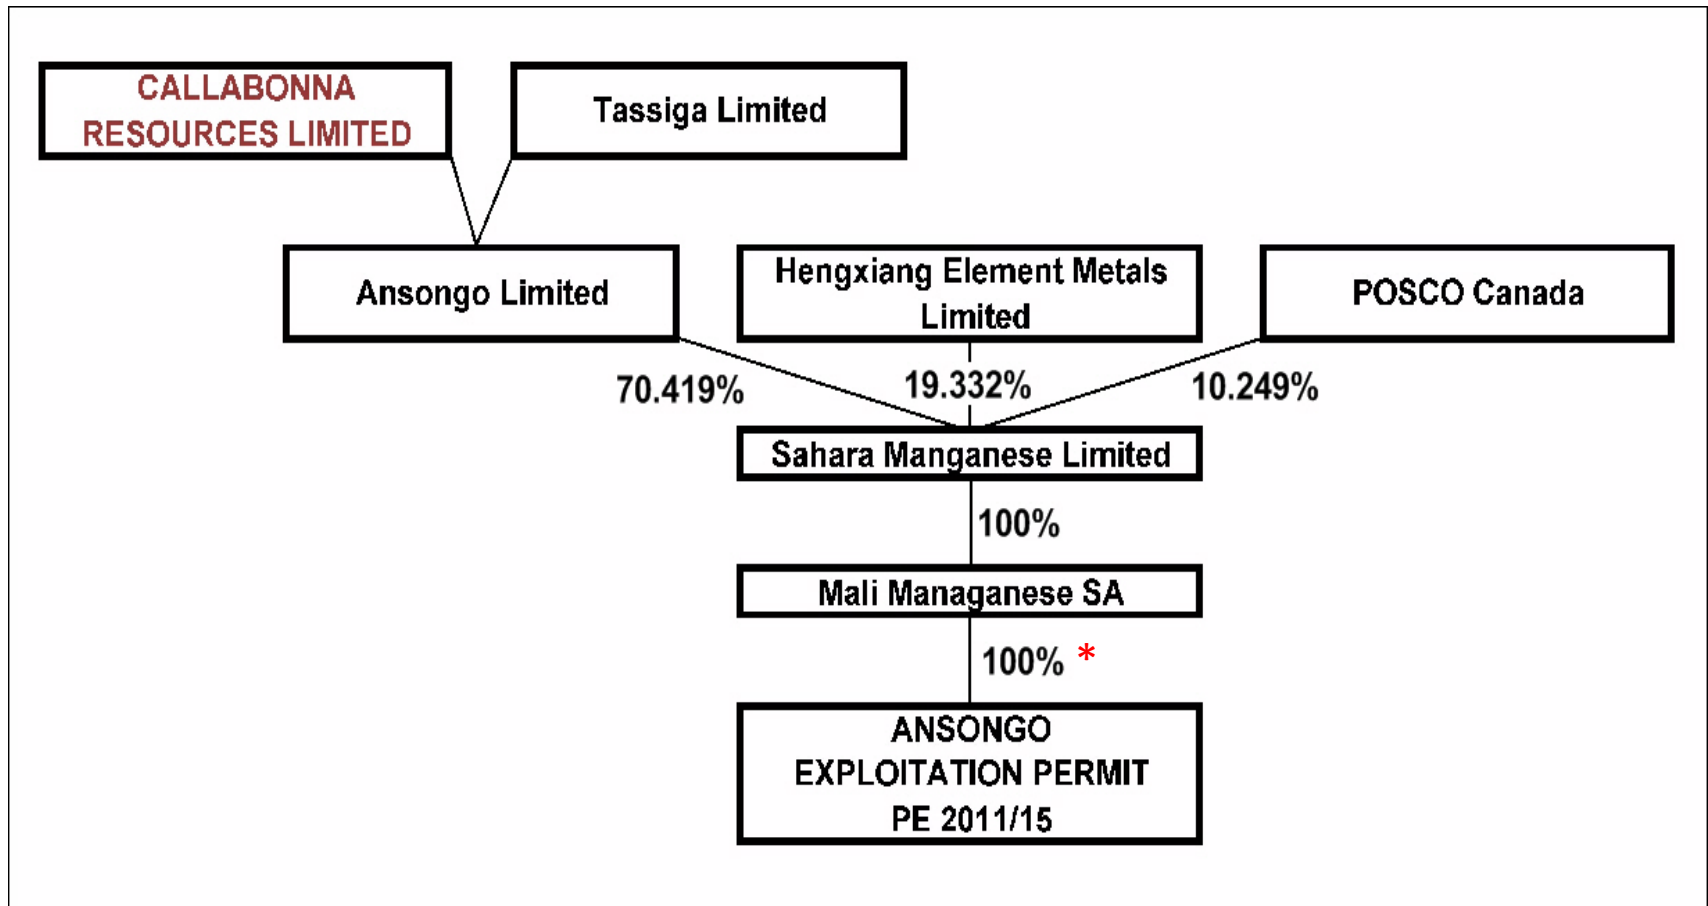 CALLABONNA
RESOURCES LIMITED
Tassiga Limited
Ansongo Limited
Hengxiang Element Metals
Limited
POSCO Canada
70.419%
19.332%
10.249%
Sahara Manganese Limited
100%
Mali Managanese SA
100% *
ANSONGO
EXPLOITATION PERMIT
PE 2011/15